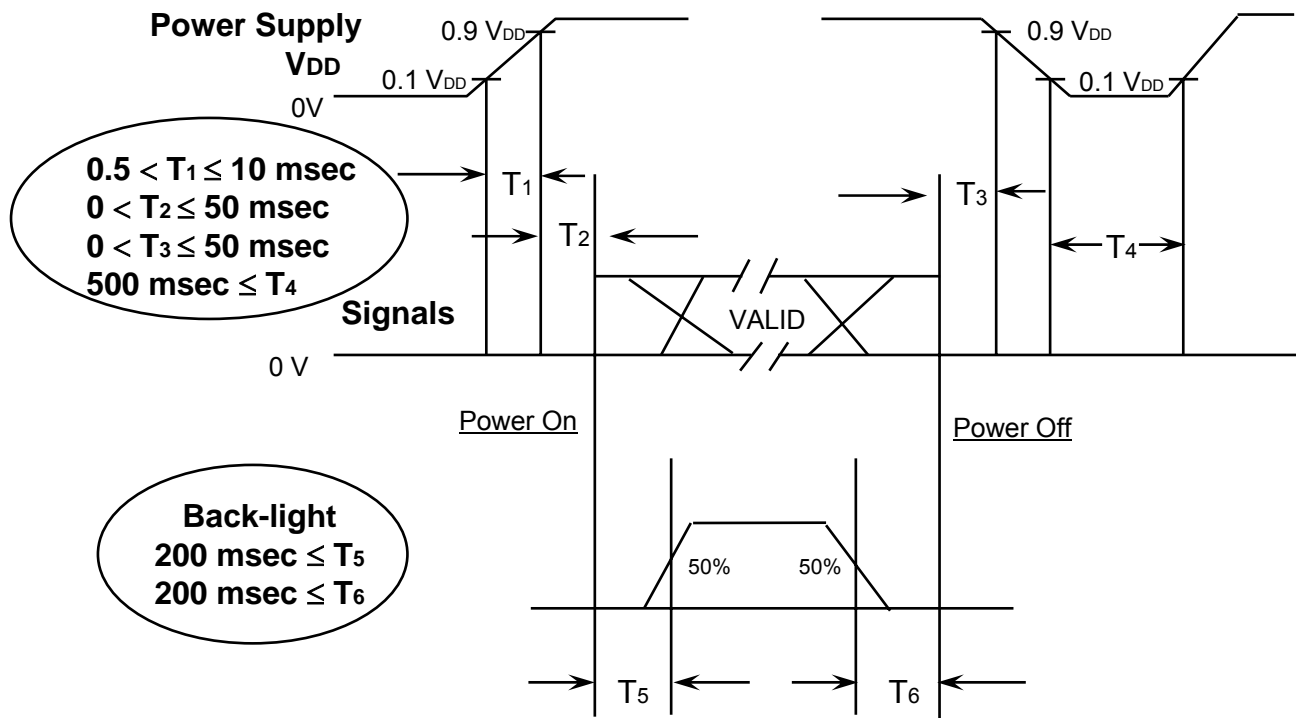 Power Supply
VDD
0.9 VDD
0.1 VDD
0V
0.9 VDD
0.1 VDD
0.5 < T1 ≤ 10 msec
0 < T2 ≤ 50 msec
0 < T3 ≤ 50 msec
500 msec ≤ T4
T1
T2
T3
T4
Signals
VALID
0 V
Power On
Power Off
Back-light
200 msec ≤ T5
200 msec ≤ T6
50%
50%
T5
T6